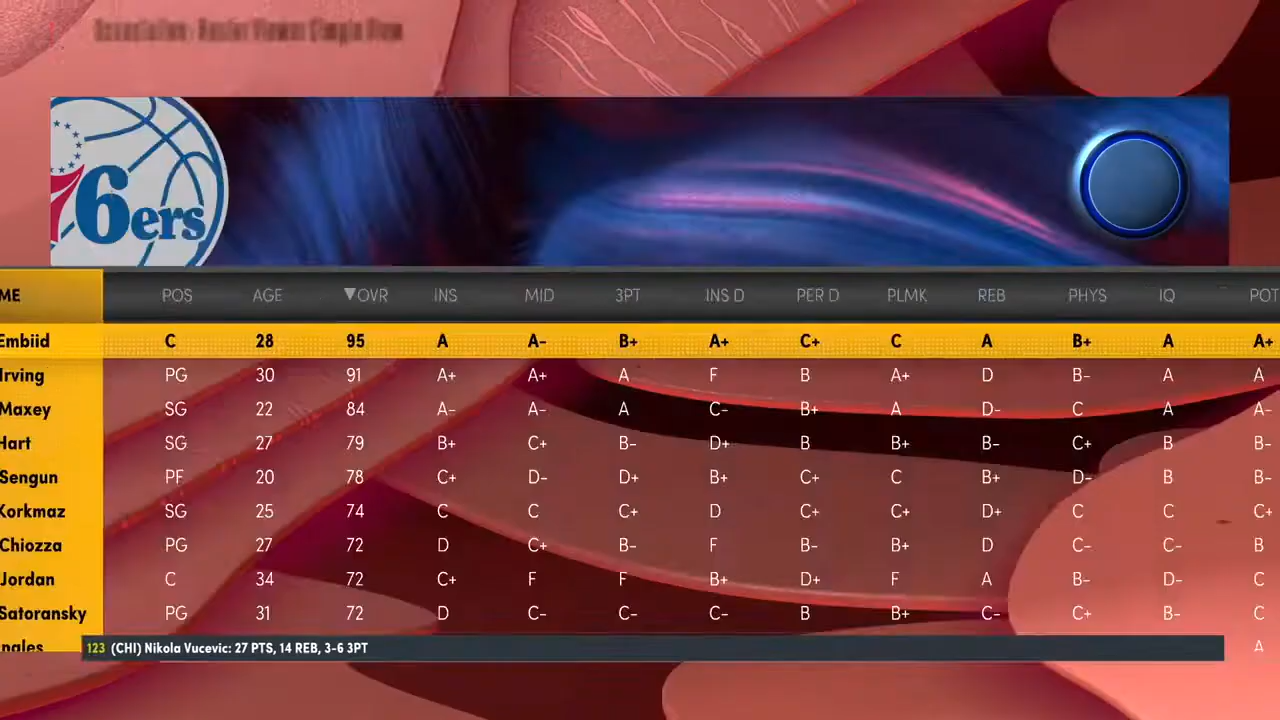 76ers
ME POS AGE ▼OVR INS MID 3PT INS D PER D PLMK REB PHYS IQ POT
Embiid C 28 95 A A- B+ A+ C+ C A B+ A A+
Irving PG 30 91 A+ A+ A F B A+ D B- A A
Maxey SG 22 84 A- A- A C- B+ A D- C A A-
Hart SG 27 79 B+ C+ B- D+ B B+ B- C+ B B-
Sengun PF 20 78 C+ D- D+ B+ C+ C B+ D- B B-
Korkmaz SG 25 74 C C C+ D C+ C+ D+ C C C+
Chiozza PG 27 72 D C+ B- F B- B+ D C- C- B
Jordan C 34 72 C+ F F B+ D+ F A B- D- C
Satoransky PG 31 72 D C- C- C- B B+ C- C+ B- C
A
123 (CHI) Nikola Vucevic: 27 PTS, 14 REB, 3-6 3PT